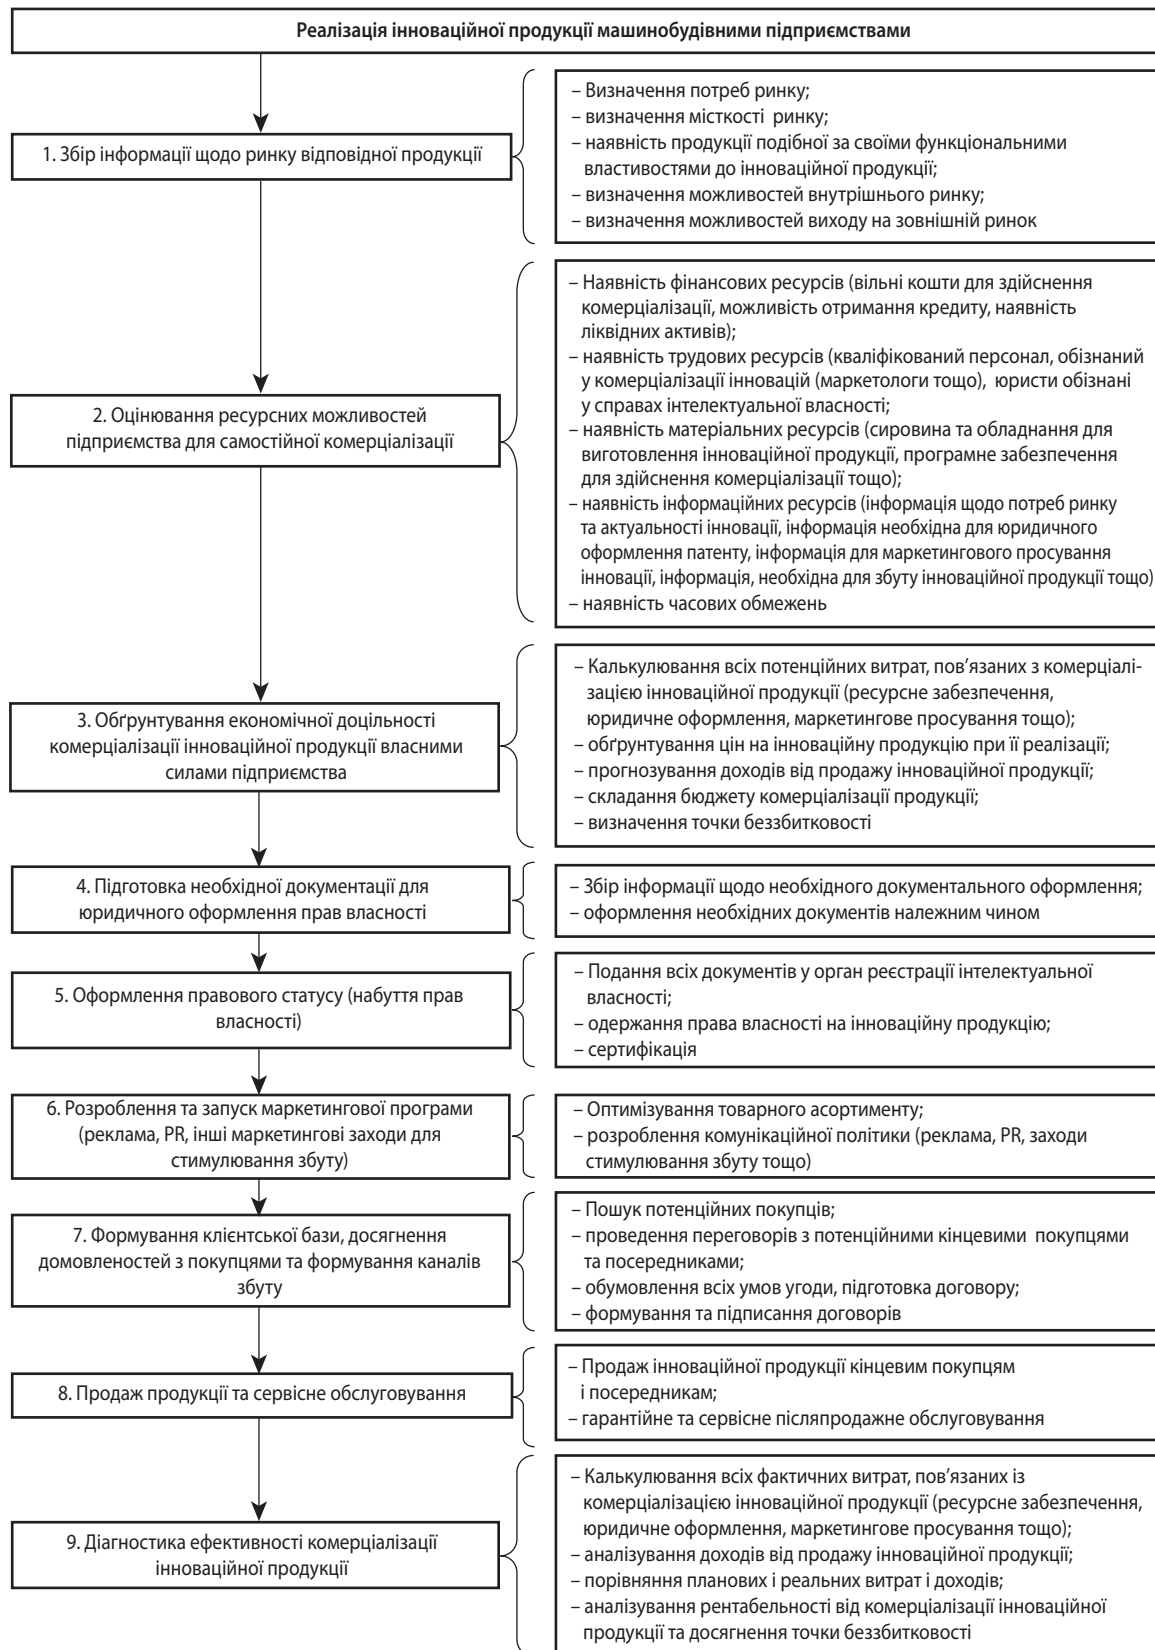 Реалізація інноваційної продукції машинобудівними підприємствами
1. Збір інформації щодо ринку відповідної продукції
– Визначення потреб ринку;
– визначення місткості ринку;
– наявність продукції подібної за своїми функціональними
властивостями до інноваційної продукції;
– визначення можливостей внутрішнього ринку;
– визначення можливостей виходу на зовнішній ринок
2. Оцінювання ресурсних можливостей
підприємства для самостійної комерціалізації
– Наявність фінансових ресурсів (вільні кошти для здійснення
комерціалізації, можливість отримання кредиту, наявність
ліквідних активів);
– наявність трудових ресурсів (кваліфікований персонал, обізнаний
у комерціалізації інновацій (маркетологи тощо), юристи обізнані
у справах інтелектуальної власності;
– наявність матеріальних ресурсів (сировина та обладнання для
виготовлення інноваційної продукції, програмне забезпечення
для здійснення комерціалізації тощо);
– наявність інформаційних ресурсів (інформація щодо потреб ринку
та актуальності інновації, інформація необхідна для юридичного
оформлення патенту, інформація для маркетингового просування
інновації, інформація, необхідна для збуту інноваційної продукції тощо)
– наявність часових обмежень
3. Обґрунтування економічної доцільності
комерціалізації інноваційної продукції власними
силами підприємства
– Калькулювання всіх потенційних витрат, пов’язаних з комерціалі-
зацією інноваційної продукції (ресурсне забезпечення,
юридичне оформлення, маркетингове просування тощо);
– обґрунтування цін на інноваційну продукцію при її реалізації;
– прогнозування доходів від продажу інноваційної продукції;
– складання бюджету комерціалізації продукції;
– визначення точки беззбитковості
4. Підготовка необхідної документації для
юридичного оформлення прав власності
– Збір інформації щодо необхідного документального оформлення;
– оформлення необхідних документів належним чином
5. Оформлення правового статусу (набуття прав
власності)
– Подання всіх документів у орган реєстрації інтелектуальної
власності;
– одержання права власності на інноваційну продукцію;
– сертифікація
6. Розроблення та запуск маркетингової програми
(реклама, PR, інші маркетингові заходи для
стимулювання збуту)
– Оптимізування товарного асортименту;
– розроблення комунікаційної політики (реклама, PR, заходи
стимулювання збуту тощо)
7. Формування клієнтської бази, досягнення
домовленостей з покупцями та формування каналів
збуту
– Пошук потенційних покупців;
– проведення переговорів з потенційними кінцевими покупцями
та посередниками;
– обумовлення всіх умов угоди, підготовка договору;
– формування та підписання договорів
8. Продаж продукції та сервісне обслуговування
– Продаж інноваційної продукції кінцевим покупцям
і посередникам;
– гарантійне та сервісне післяпродажне обслуговування
9. Діагностика ефективності комерціалізації
інноваційної продукції
– Калькулювання всіх фактичних витрат, пов’язаних із
комерціалізацією інноваційної продукції (ресурсне забезпечення,
юридичне оформлення, маркетингове просування тощо);
– аналізування доходів від продажу інноваційної продукції;
– порівняння планових і реальних витрат і доходів;
– аналізування рентабельності від комерціалізації інноваційної
продукції та досягнення точки беззбитковості